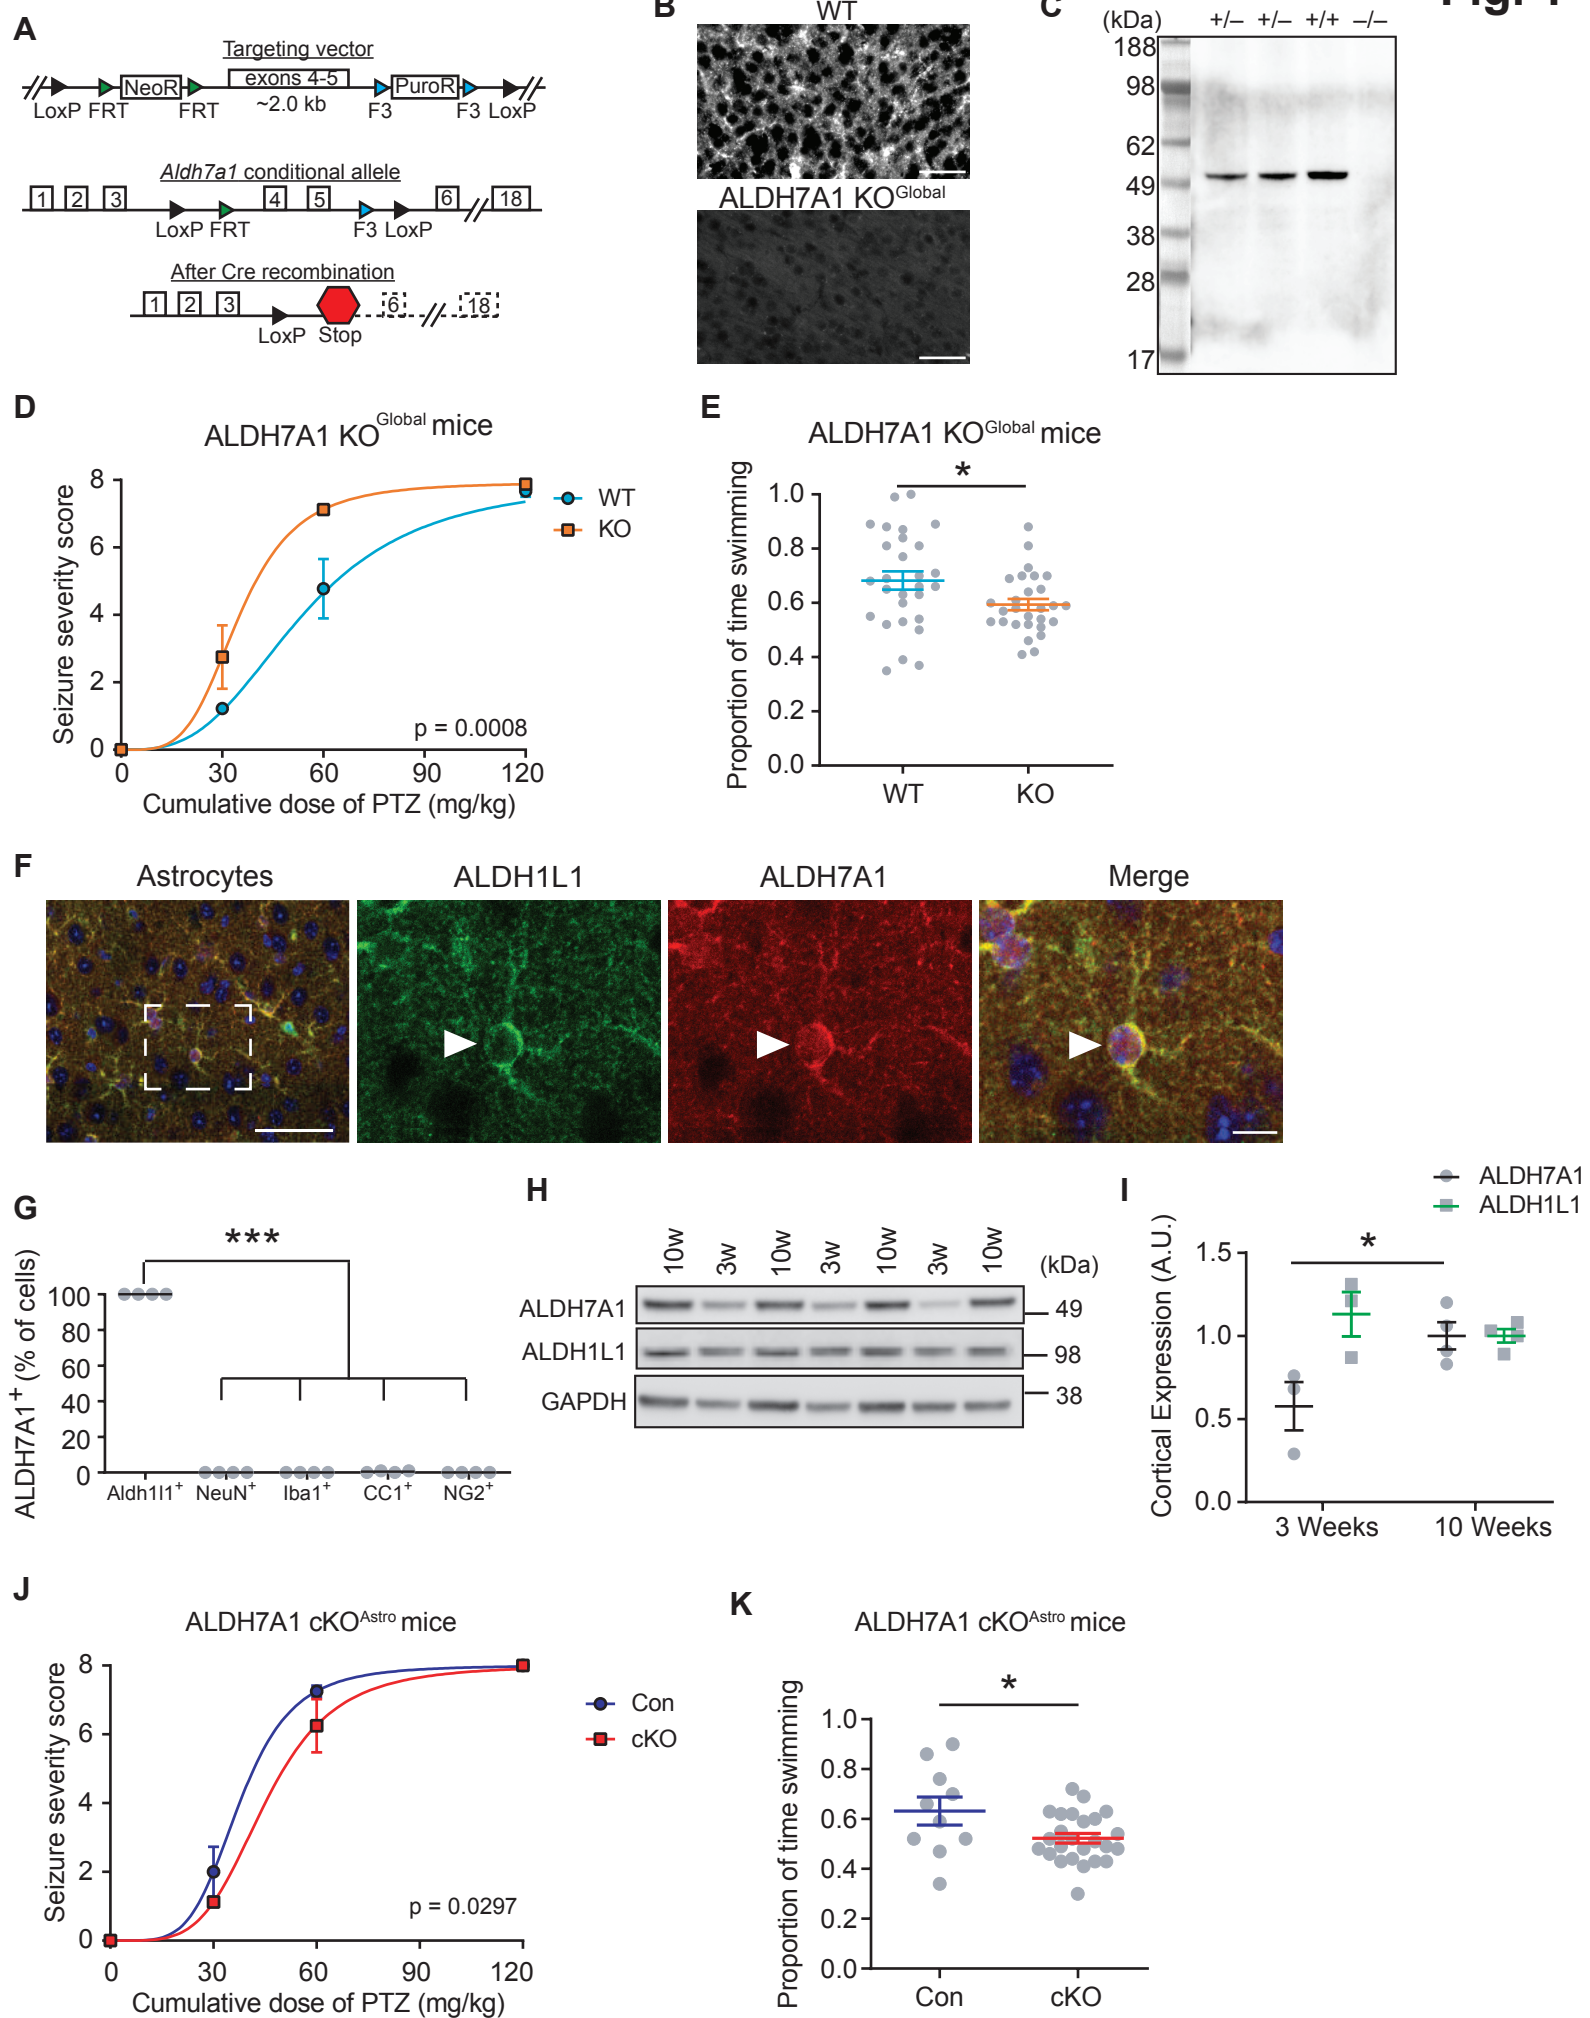 A
Targeting vector
exons 4-5
NeoR
PuroR
LoxP FRT FRT ~2.0 kb F3 F3 LoxP
Aldh7a1 conditional allele
1 2 3 4 5 6 18
LoxP FRT F3 LoxP
After Cre recombination
1 2 3 6 18
LoxP Stop
B
WT
ALDH7A1 KO^Global
C
(kDa) +/– +/– +/+ –/–
188
98
62
49
38
28
17
D
ALDH7A1 KO^Global mice
Seizure severity score
8
6
4
2
0
0 30 60 90 120
Cumulative dose of PTZ (mg/kg)
WT
KO
p = 0.0008
E
ALDH7A1 KO^Global mice
*
Proportion of time swimming
1.0
0.8
0.6
0.4
0.2
0.0
WT KO
F
Astrocytes ALDH1L1 ALDH7A1 Merge
G
***
ALDH7A1⁺ (% of cells)
100
80
60
40
20
0
Aldh1l1⁺ NeuN⁺ Iba1⁺ CC1⁺ NG2⁺
H
10w 3w 10w 3w 10w 3w 10w (kDa)
ALDH7A1 49
ALDH1L1 98
GAPDH 38
I
ALDH7A1
ALDH1L1
*
Cortical Expression (A.U.)
1.5
1.0
0.5
0.0
3 Weeks 10 Weeks
J
ALDH7A1 cKO^Astro mice
Seizure severity score
8
6
4
2
0
0 30 60 90 120
Cumulative dose of PTZ (mg/kg)
Con
cKO
p = 0.0297
K
ALDH7A1 cKO^Astro mice
*
Proportion of time swimming
1.0
0.8
0.6
0.4
0.2
0.0
Con cKO